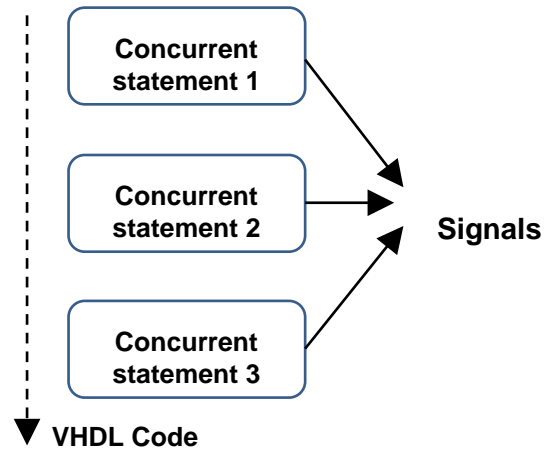 Concurrent
statement 1
Concurrent
statement 2
Signals
Concurrent
statement 3
VHDL Code